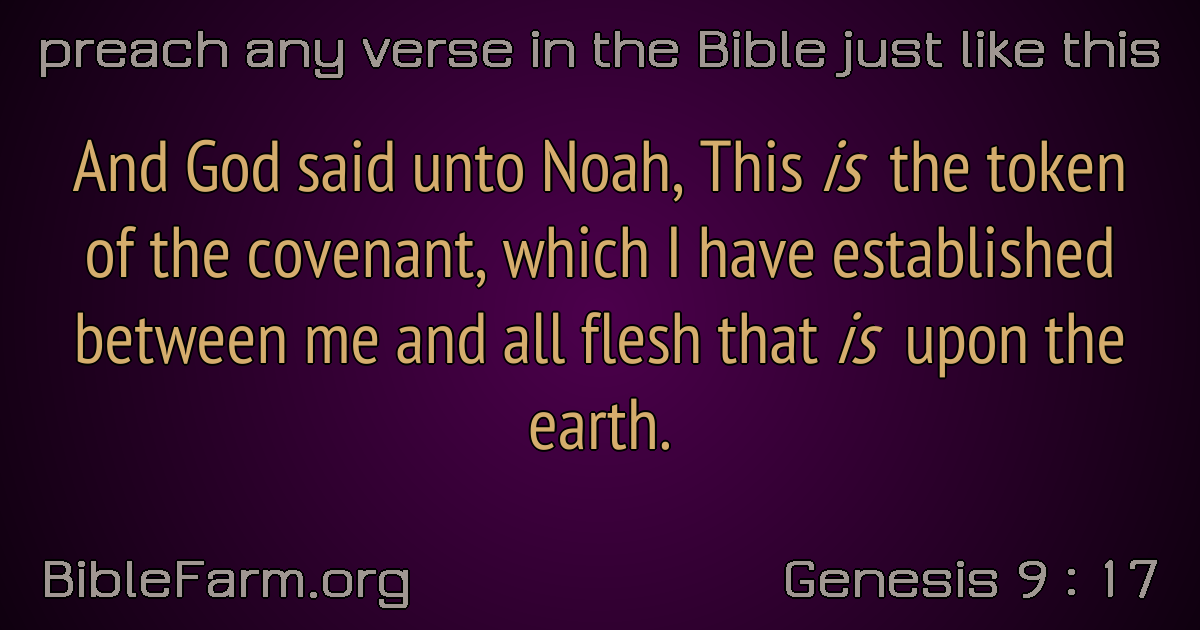 preach any verse in the Bible just like this
And God said unto Noah, This is the token
of the covenant, which I have established
between me and all flesh that is upon the
earth.
BibleFarm.org
Genesis 9 : 17